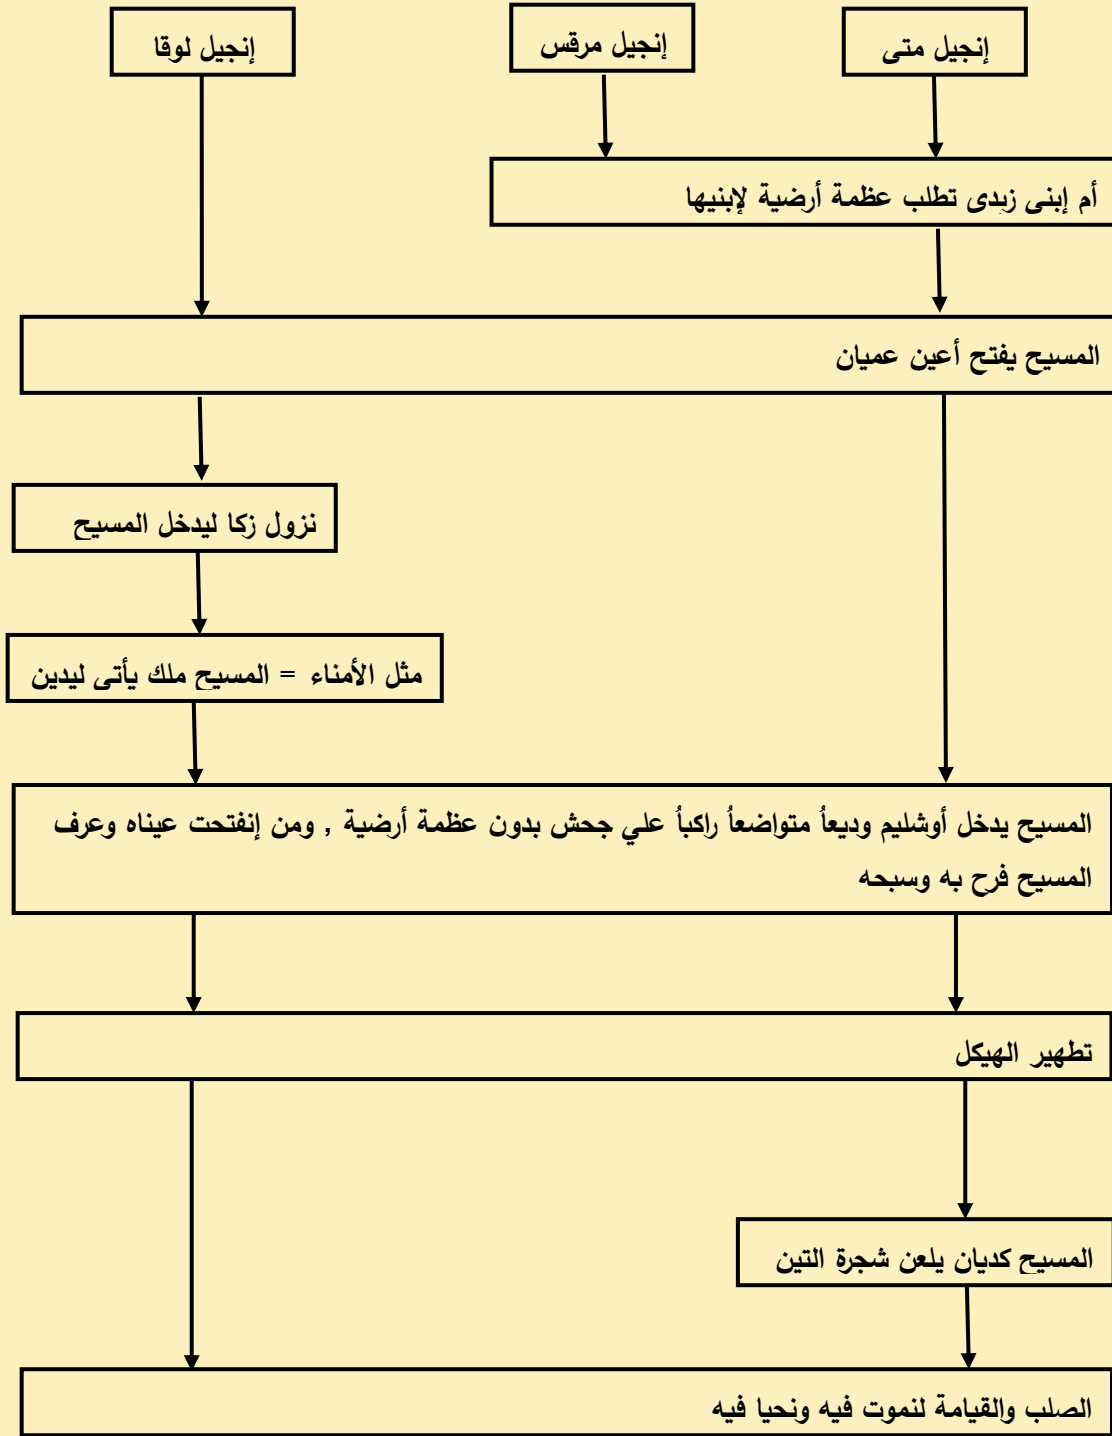 إنجيل متى
إنجيل مرقس
إنجيل لوقا
أم إبنى زبدى تطلب عظمة أرضية لإبنيها
المسيح يفتح أعين عميان
نزول زكا ليدخل المسيح
مثل الأمناء = المسيح ملك يأتى ليدين
المسيح يدخل أوشليم وديعاُ متواضعاُ راكباُ علي جحش بدون عظمة أرضية , ومن إنفتحت عيناه وعرف
المسيح فرح به وسبحه
تطهير الهيكل
المسيح كديان يلعن شجرة التين
الصلب والقيامة لنموت فيه ونحيا فيه